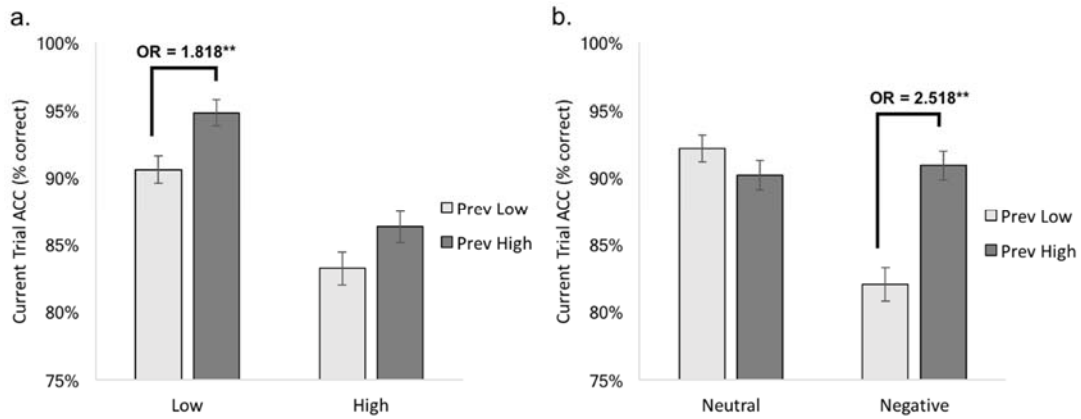 a.
OR = 1.818**
100%
95%
90%
85%
80%
75%
Current Trial ACC (% correct)
Low
High
Prev Low
Prev High
b.
OR = 2.518**
100%
95%
90%
85%
80%
75%
Current Trial ACC (% correct)
Neutral
Negative
Prev Low
Prev High